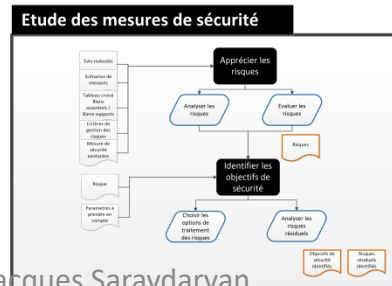 Etude des mesures de sécurité
Evts redoutés
Scénarios de
menaces
Tableau croisé
Biens
essentiels /
Biens supports
Critères de
gestion des
risques
Mesure de
sécurité
existantes
Apprécier les
risques
Analyser les
risques
Evaluer les
risques
Risques
Risque
Paramètres à
prendre en
compte
Identifier les
objectifs de
sécurité
Choisir les
options de
traitement
des risques
Analyser les
risques
résiduels
Objectifs de
sécurité
identifiés
Risques
résiduels
identifiés
acques Saraydaryan